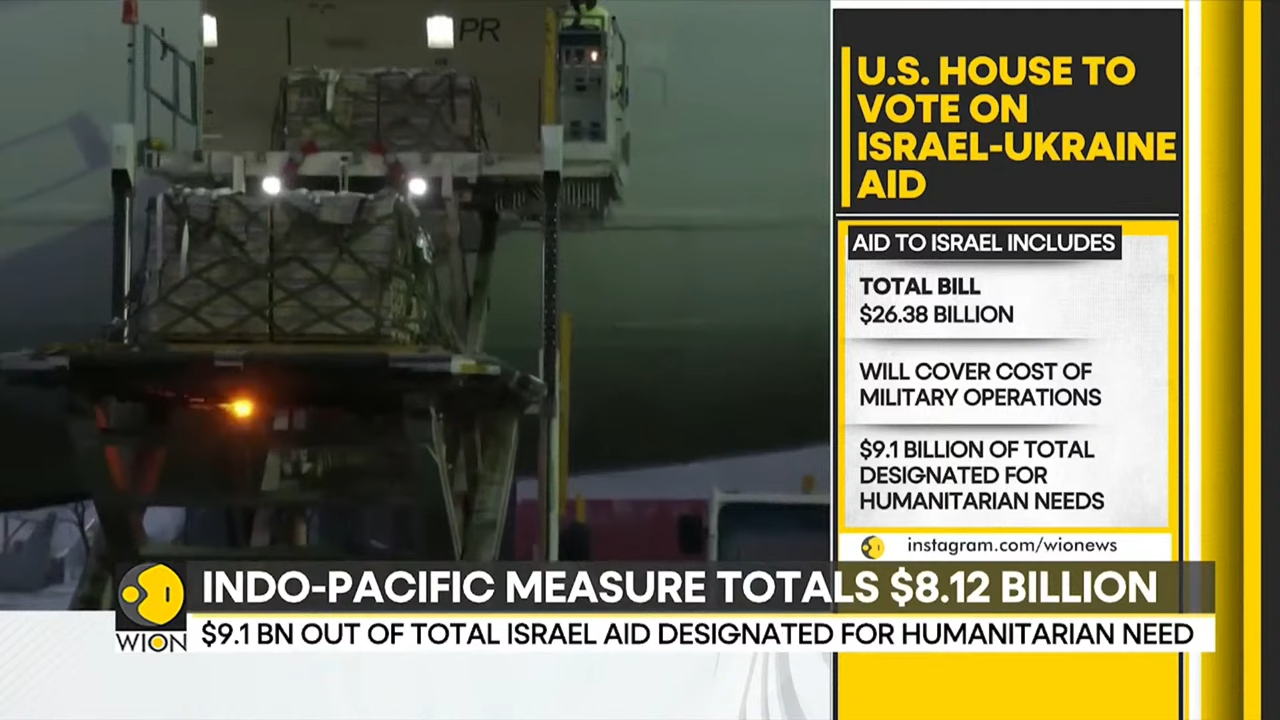 PR
U.S. HOUSE TO
VOTE ON
ISRAEL-UKRAINE
AID
AID TO ISRAEL INCLUDES
TOTAL BILL
$26.38 BILLION
WILL COVER COST OF
MILITARY OPERATIONS
$9.1 BILLION OF TOTAL
DESIGNATED FOR
HUMANITARIAN NEEDS
instagram.com/wionews
INDO-PACIFIC MEASURE TOTALS $8.12 BILLION
WION
$9.1 BN OUT OF TOTAL ISRAEL AID DESIGNATED FOR HUMANITARIAN NEED